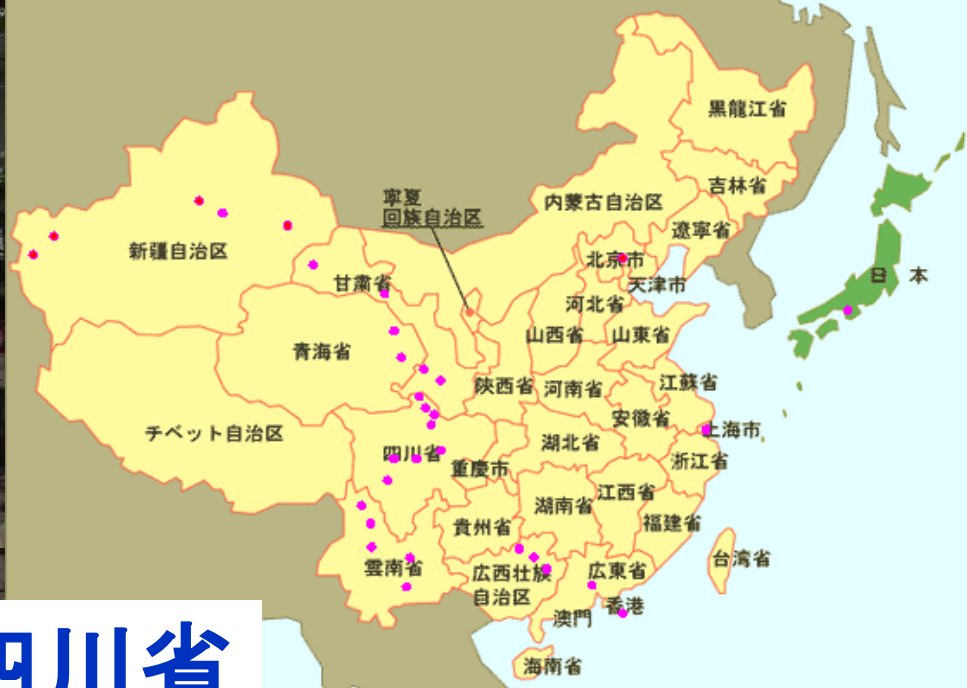 黒龍江省
吉林省
寧夏
回族自治区
内蒙古自治区
遼寧省
新疆自治区
北京市
日本
甘粛省
天津市
河北省
山西省
山東省
青海省
陝西省
河南省
江蘇省
安徽省
チベット自治区
上海市
四川省
湖北省
重慶市
浙江省
江西省
湖南省
貴州省
福建省
台湾省
雲南省
広西壮族
自治区
広東省
香港
澳門
海南省
四川省